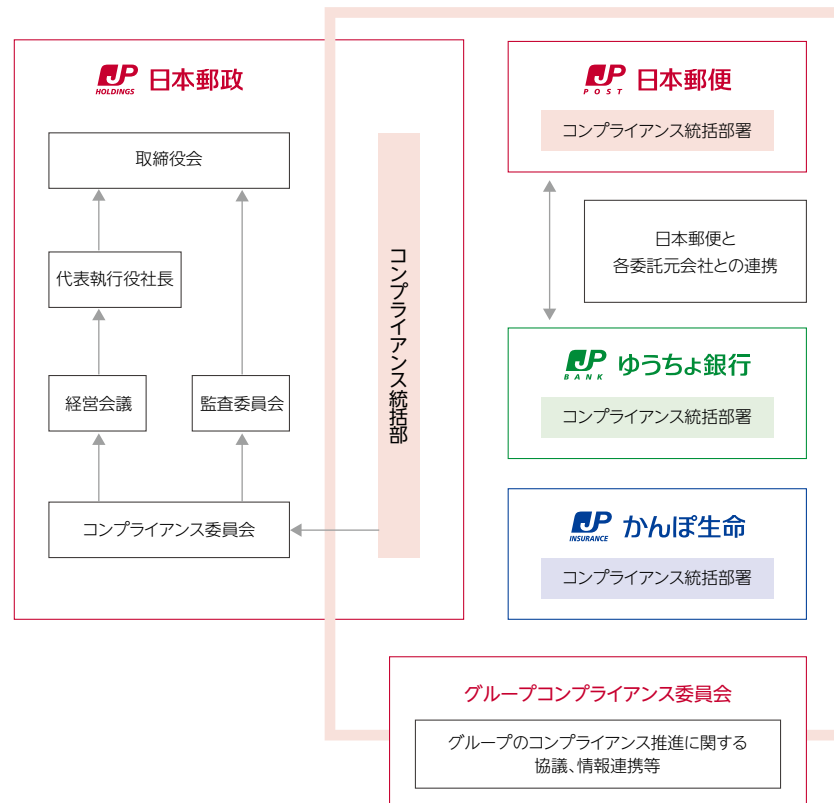 JP
HOLDINGS
日本郵政
取締役会
代表執行役社長
経営会議
監査委員会
コンプライアンス委員会
コンプライアンス統括部
JP
POST
日本郵便
コンプライアンス統括部署
日本郵便と
各委託元会社との連携
JP
BANK
ゆうちょ銀行
コンプライアンス統括部署
JP
INSURANCE
かんぽ生命
コンプライアンス統括部署
グループコンプライアンス委員会
グループのコンプライアンス推進に関する
協議、情報連携等